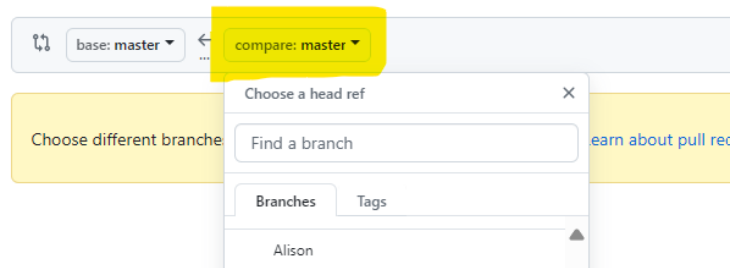 base: master compare: master
...
Choose a head ref
Choose different branche
Find a branch
earn about pull rec
Branches Tags
Alison